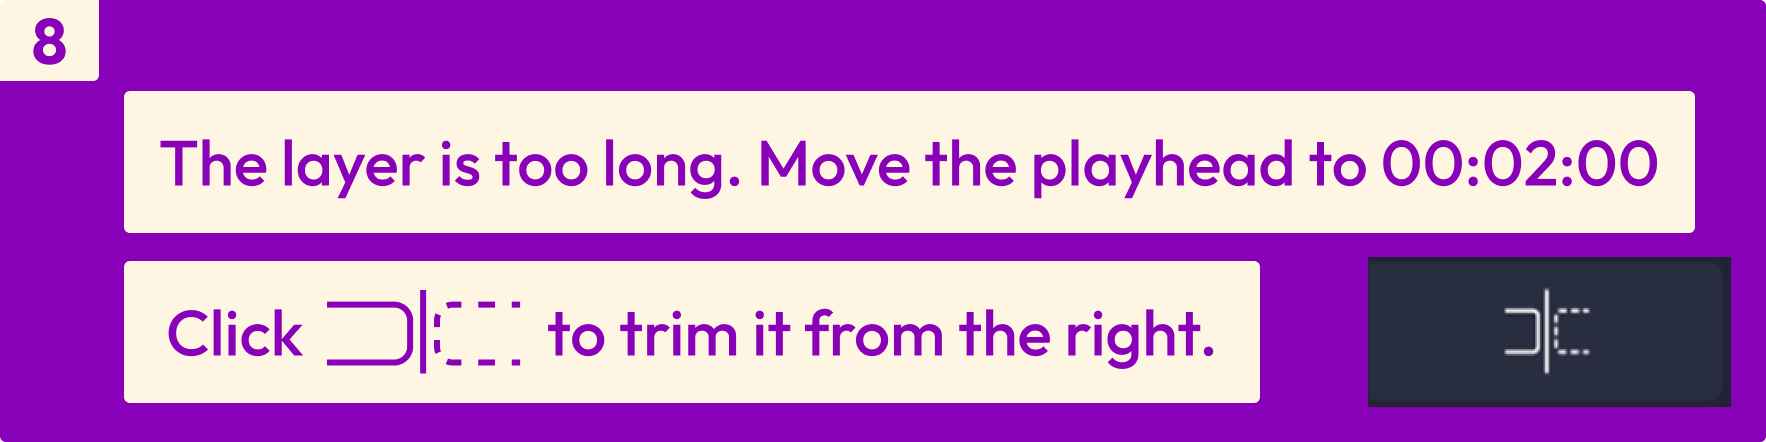 8
The layer is too long. Move the playhead to 00:02:00
Click to trim it from the right.